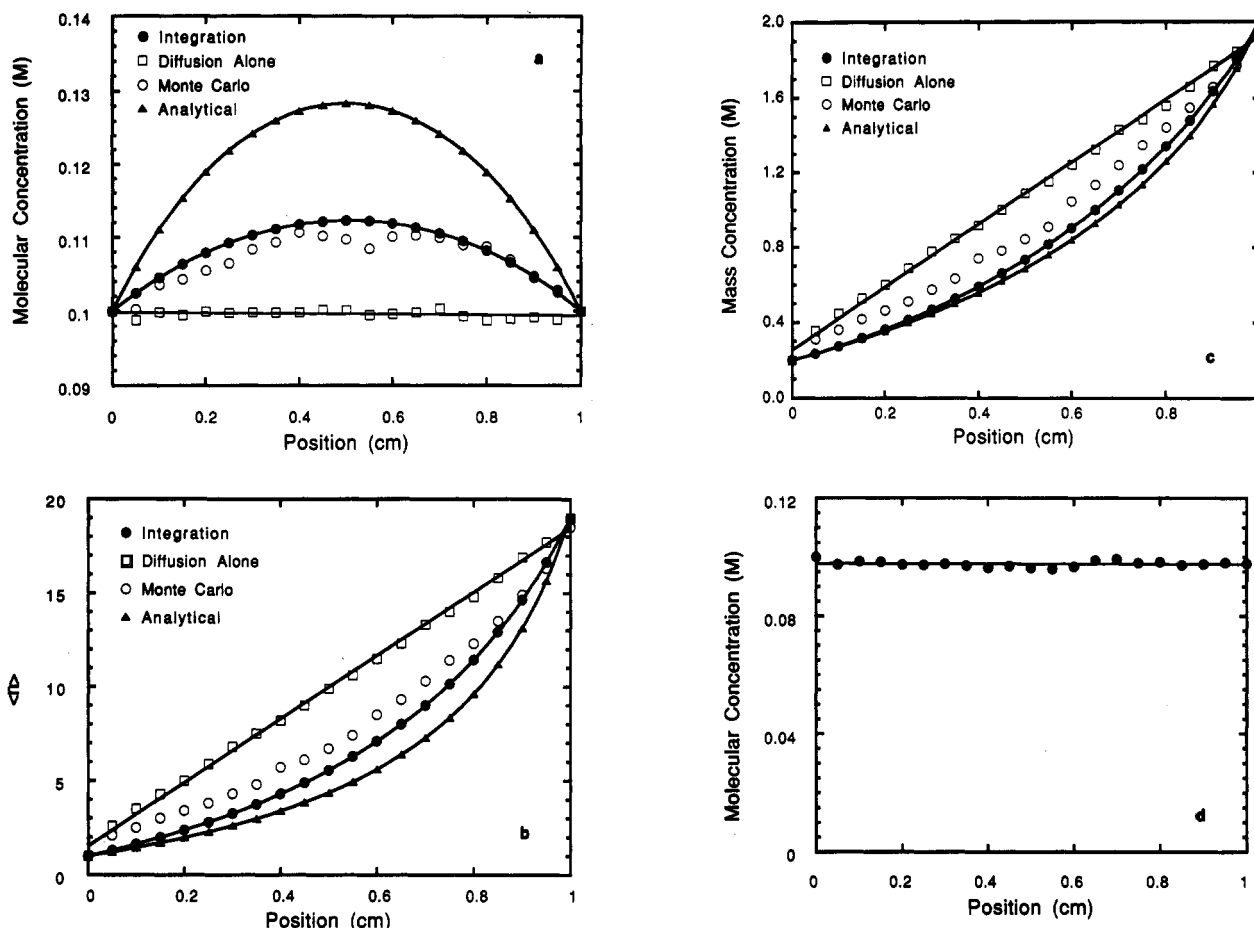 0.14
0.13
0.12
0.11
0.1
0.09
Molecular Concentration (M)
Integration
Diffusion Alone
Monte Carlo
Analytical
a
0 0.2 0.4 0.6 0.8 1
Position (cm)
2.0
1.6
1.2
0.8
0.4
0.0
Mass Concentration (M)
Integration
Diffusion Alone
Monte Carlo
Analytical
c
0 0.2 0.4 0.6 0.8
Position (cm)
20
15
10
5
0
<r>
Integration
Diffusion Alone
Monte Carlo
Analytical
b
0 0.2 0.4 0.6 0.8 1
Position (cm)
0.12
0.08
0.04
0
Molecular Concentration (M)
d
0 0.2 0.4 0.6 0.8 1
Position (cm)